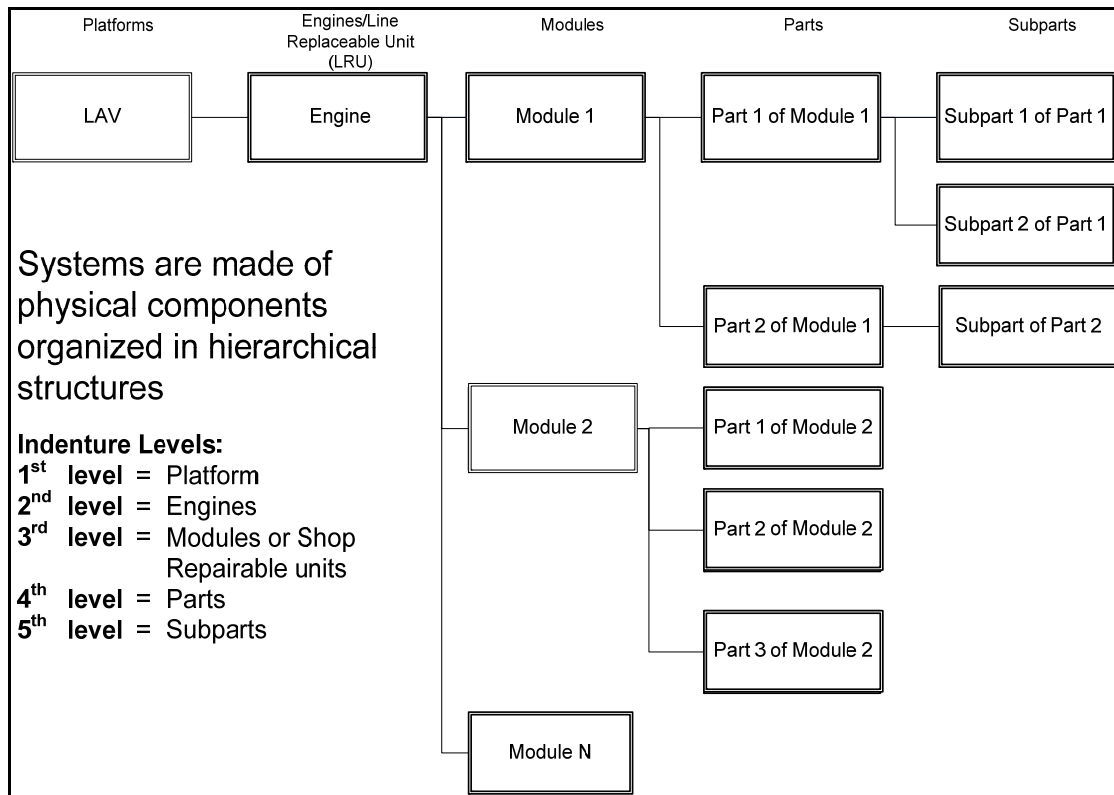 Platforms
Engines/Line
Replaceable Unit
(LRU)
Modules
Parts
Subparts
LAV
Engine
Module 1
Part 1 of Module 1
Subpart 1 of Part 1
Subpart 2 of Part 1
Part 2 of Module 1
Subpart of Part 2
Module 2
Part 1 of Module 2
Part 2 of Module 2
Part 3 of Module 2
Module N
Systems are made of
physical components
organized in hierarchical
structures
Indenture Levels:
1st level = Platform
2nd level = Engines
3rd level = Modules or Shop
Repairable units
4th level = Parts
5th level = Subparts